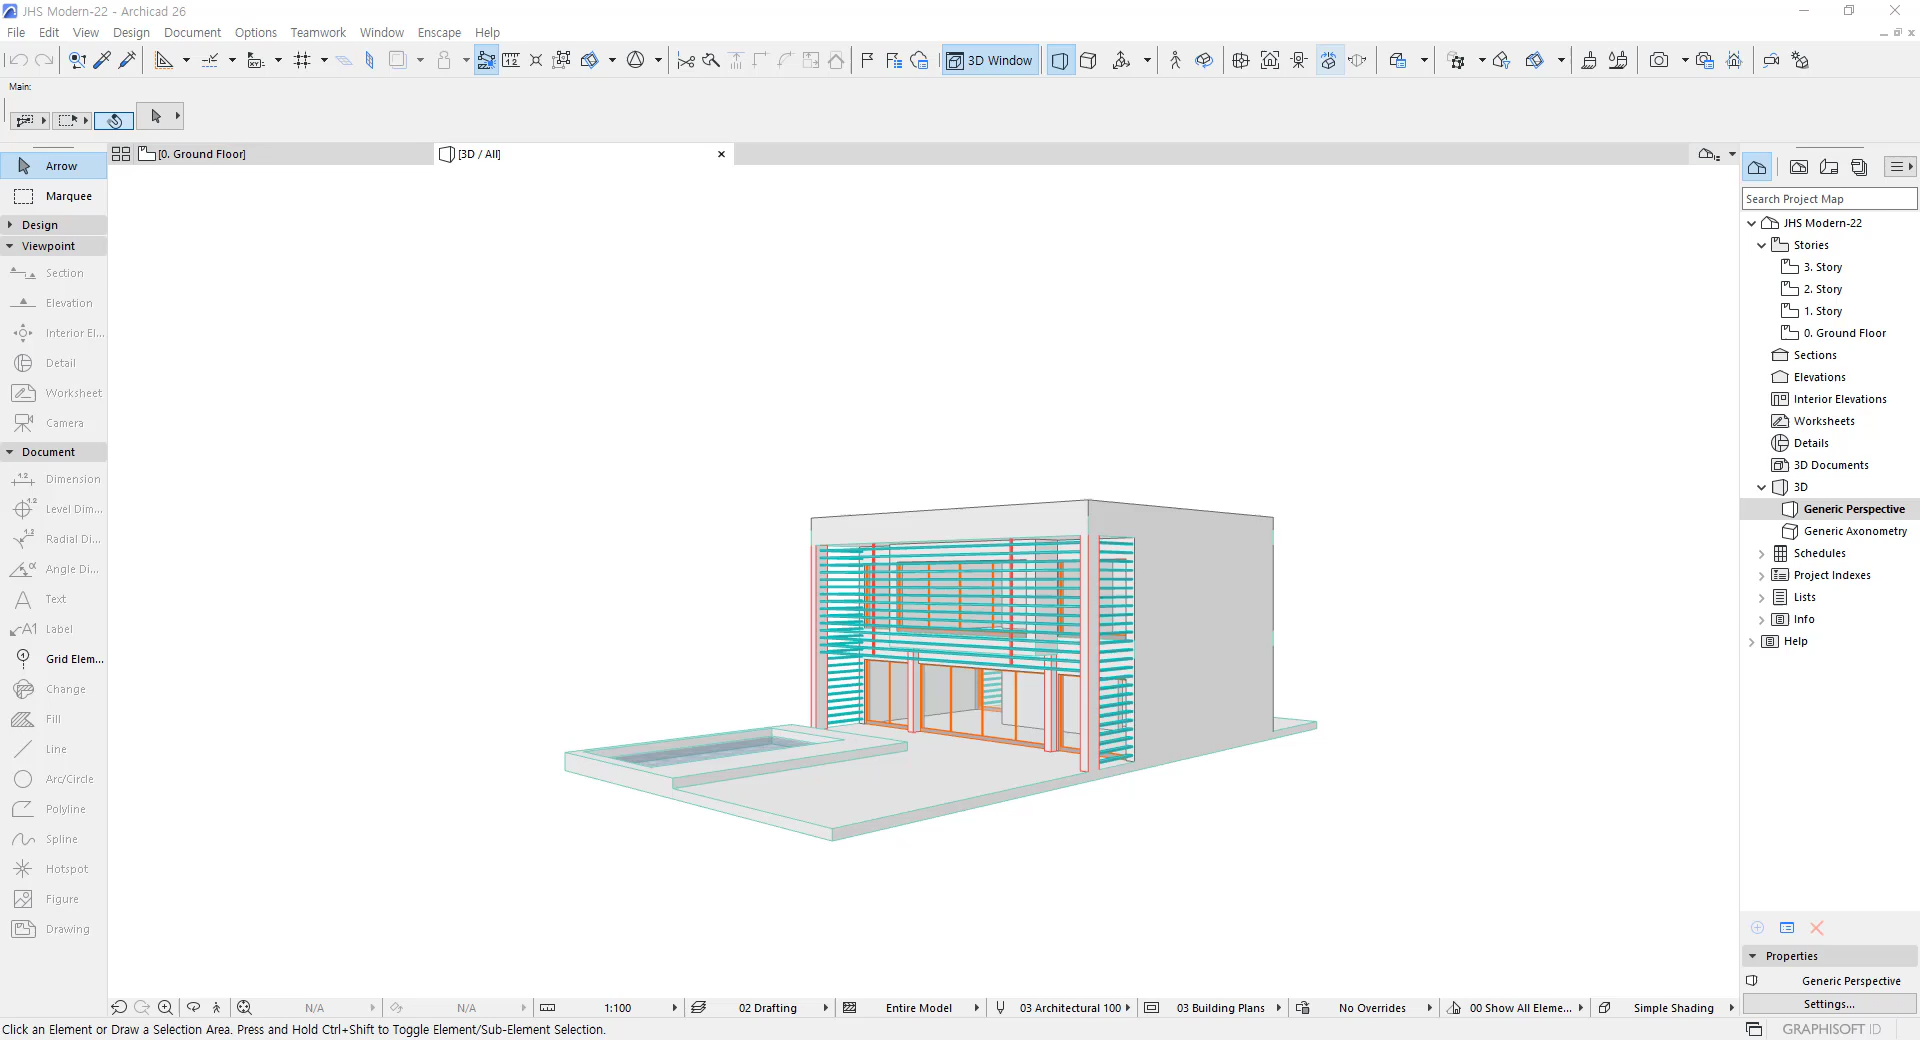 JHS Modern-22 - Archicad 26
File Edit View Design Document Options Teamwork Window Enscape Help
3D Window
Main:
Arrow
Marquee
Design
Viewpoint
Section
Elevation
Interior El...
Detail
Worksheet
Camera
Document
Dimension
Level Dim...
Radial Di...
Angle Di...
Text
Label
Grid Elem...
Change
Fill
Line
Arc/Circle
Polyline
Spline
Hotspot
Figure
Drawing
[0. Ground Floor]
[3D / All]
Search Project Map
JHS Modern-22
Stories
3. Story
2. Story
1. Story
0. Ground Floor
Sections
Elevations
Interior Elevations
Worksheets
Details
3D Documents
3D
Generic Perspective
Generic Axonometry
Schedules
Project Indexes
Lists
Info
Help
Properties
Generic Perspective
Settings...
N/A N/A 1:100 02 Drafting Entire Model 03 Architectural 100 03 Building Plans No Overrides 00 Show All Eleme... Simple Shading
Click an Element or Draw a Selection Area. Press and Hold Ctrl+Shift to Toggle Element/Sub-Element Selection.
GRAPHISOFT ID